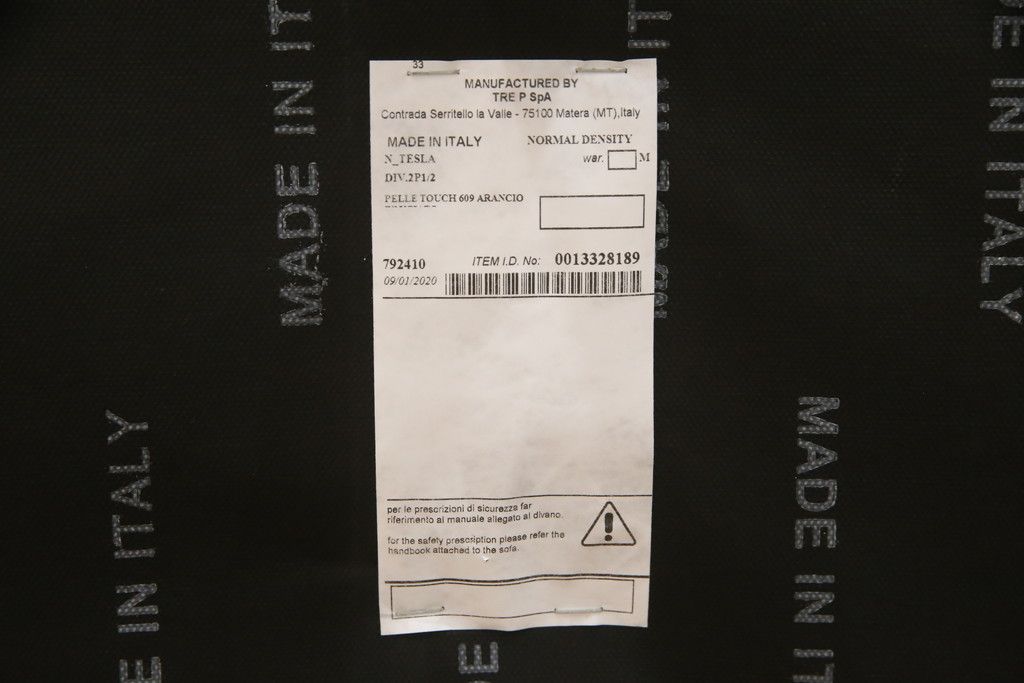 33
MANUFACTURED BY
TRE P SpA
Contrada Serritello la Valle - 75100 Matera (MT),Italy
MADE IN ITALY NORMAL DENSITY
N_TESLA war. M
DIV.2P1/2
PELLE TOUCH 609 ARANCIO
792410 ITEM I.D. No: 0013328189
09/01/2020
per le prescrizioni di sicurezza far
riferimento al manuale allegato al divano.
for the safety prescription please refer the
handbook attached to the sofa.
MADE IN IT
MADE IN ITALY
E IN ITALY
MADE IN IT
E